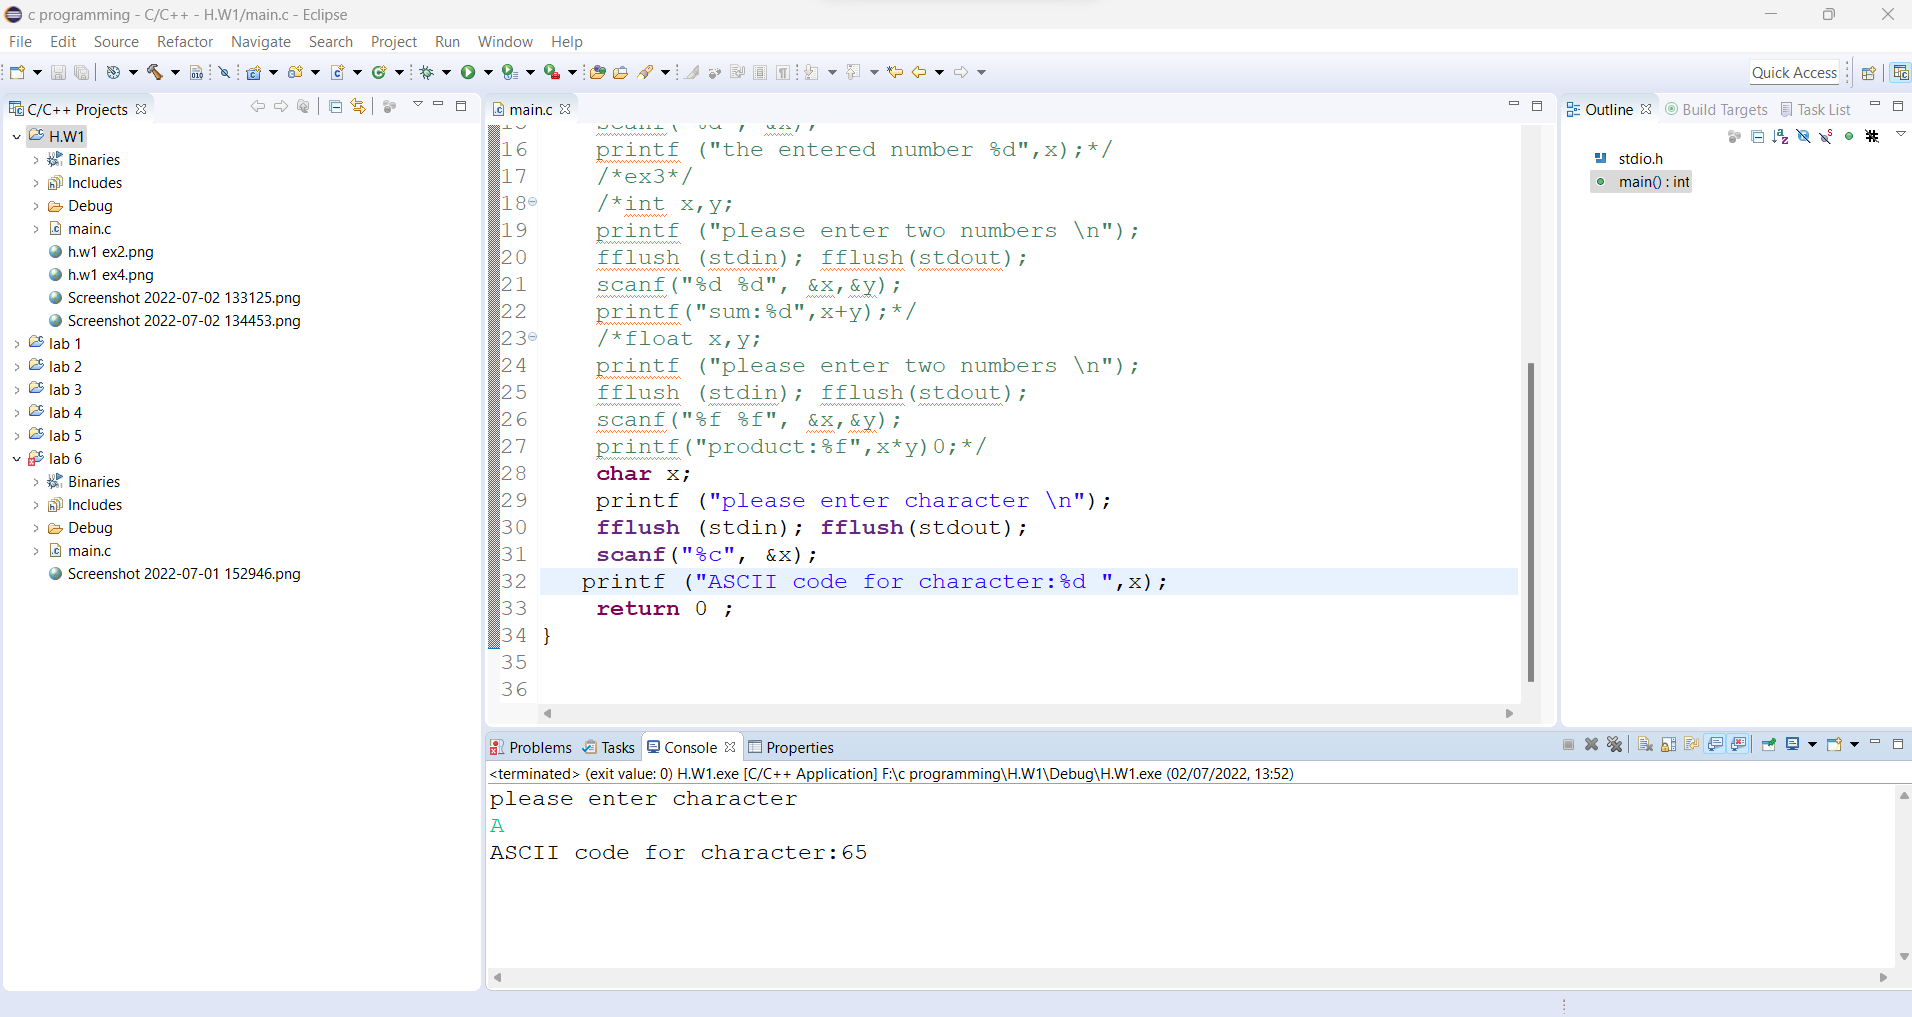 c programming - C/C++ - H.W1/main.c - Eclipse
File Edit Source Refactor Navigate Search Project Run Window Help
Quick Access
C/C++ Projects
H.W1
Binaries
Includes
Debug
main.c
h.w1 ex2.png
h.w1 ex4.png
Screenshot 2022-07-02 133125.png
Screenshot 2022-07-02 134453.png
lab 1
lab 2
lab 3
lab 4
lab 5
lab 6
Binaries
Includes
Debug
main.c
Screenshot 2022-07-01 152946.png
main.c
16 printf ("the entered number %d",x);*/
17 /*ex3*/
18 /*int x,y;
19 printf ("please enter two numbers \n");
20 fflush (stdin); fflush(stdout);
21 scanf("%d %d", &x,&y);
22 printf("sum:%d",x+y);*/
23 /*float x,y;
24 printf ("please enter two numbers \n");
25 fflush (stdin); fflush(stdout);
26 scanf("%f %f", &x,&y);
27 printf("product:%f",x*y)0;*/
28 char x;
29 printf ("please enter character \n");
30 fflush (stdin); fflush(stdout);
31 scanf("%c", &x);
32 printf ("ASCII code for character:%d ",x);
33 return 0 ;
34 }
35
36
Outline Build Targets Task List
stdio.h
main() : int
Problems Tasks Console Properties
<terminated> (exit value: 0) H.W1.exe [C/C++ Application] F:\c programming\H.W1\Debug\H.W1.exe (02/07/2022, 13:52)
please enter character
A
ASCII code for character:65